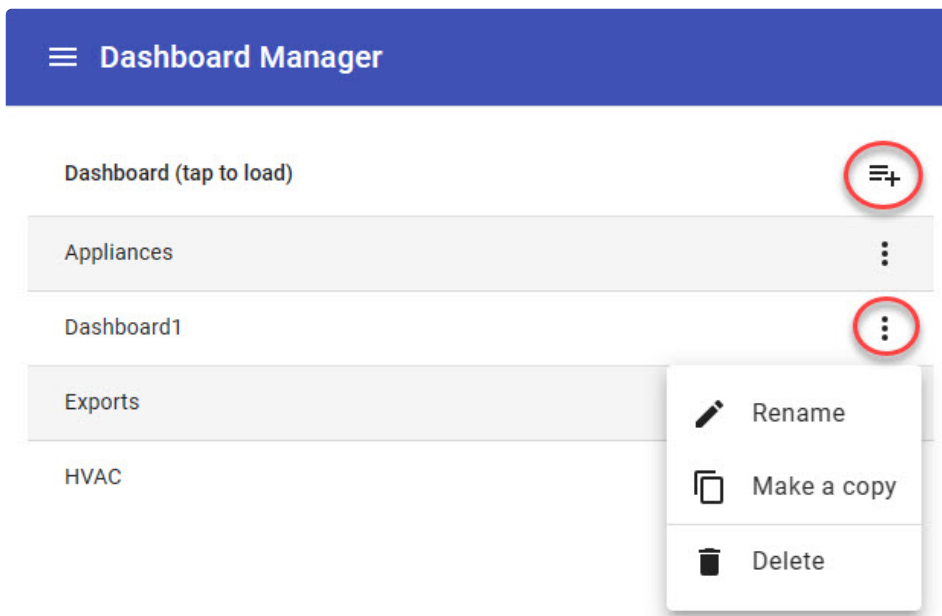 Dashboard Manager
Dashboard (tap to load)
Appliances
Dashboard1
Exports
Rename
HVAC
Make a copy
Delete